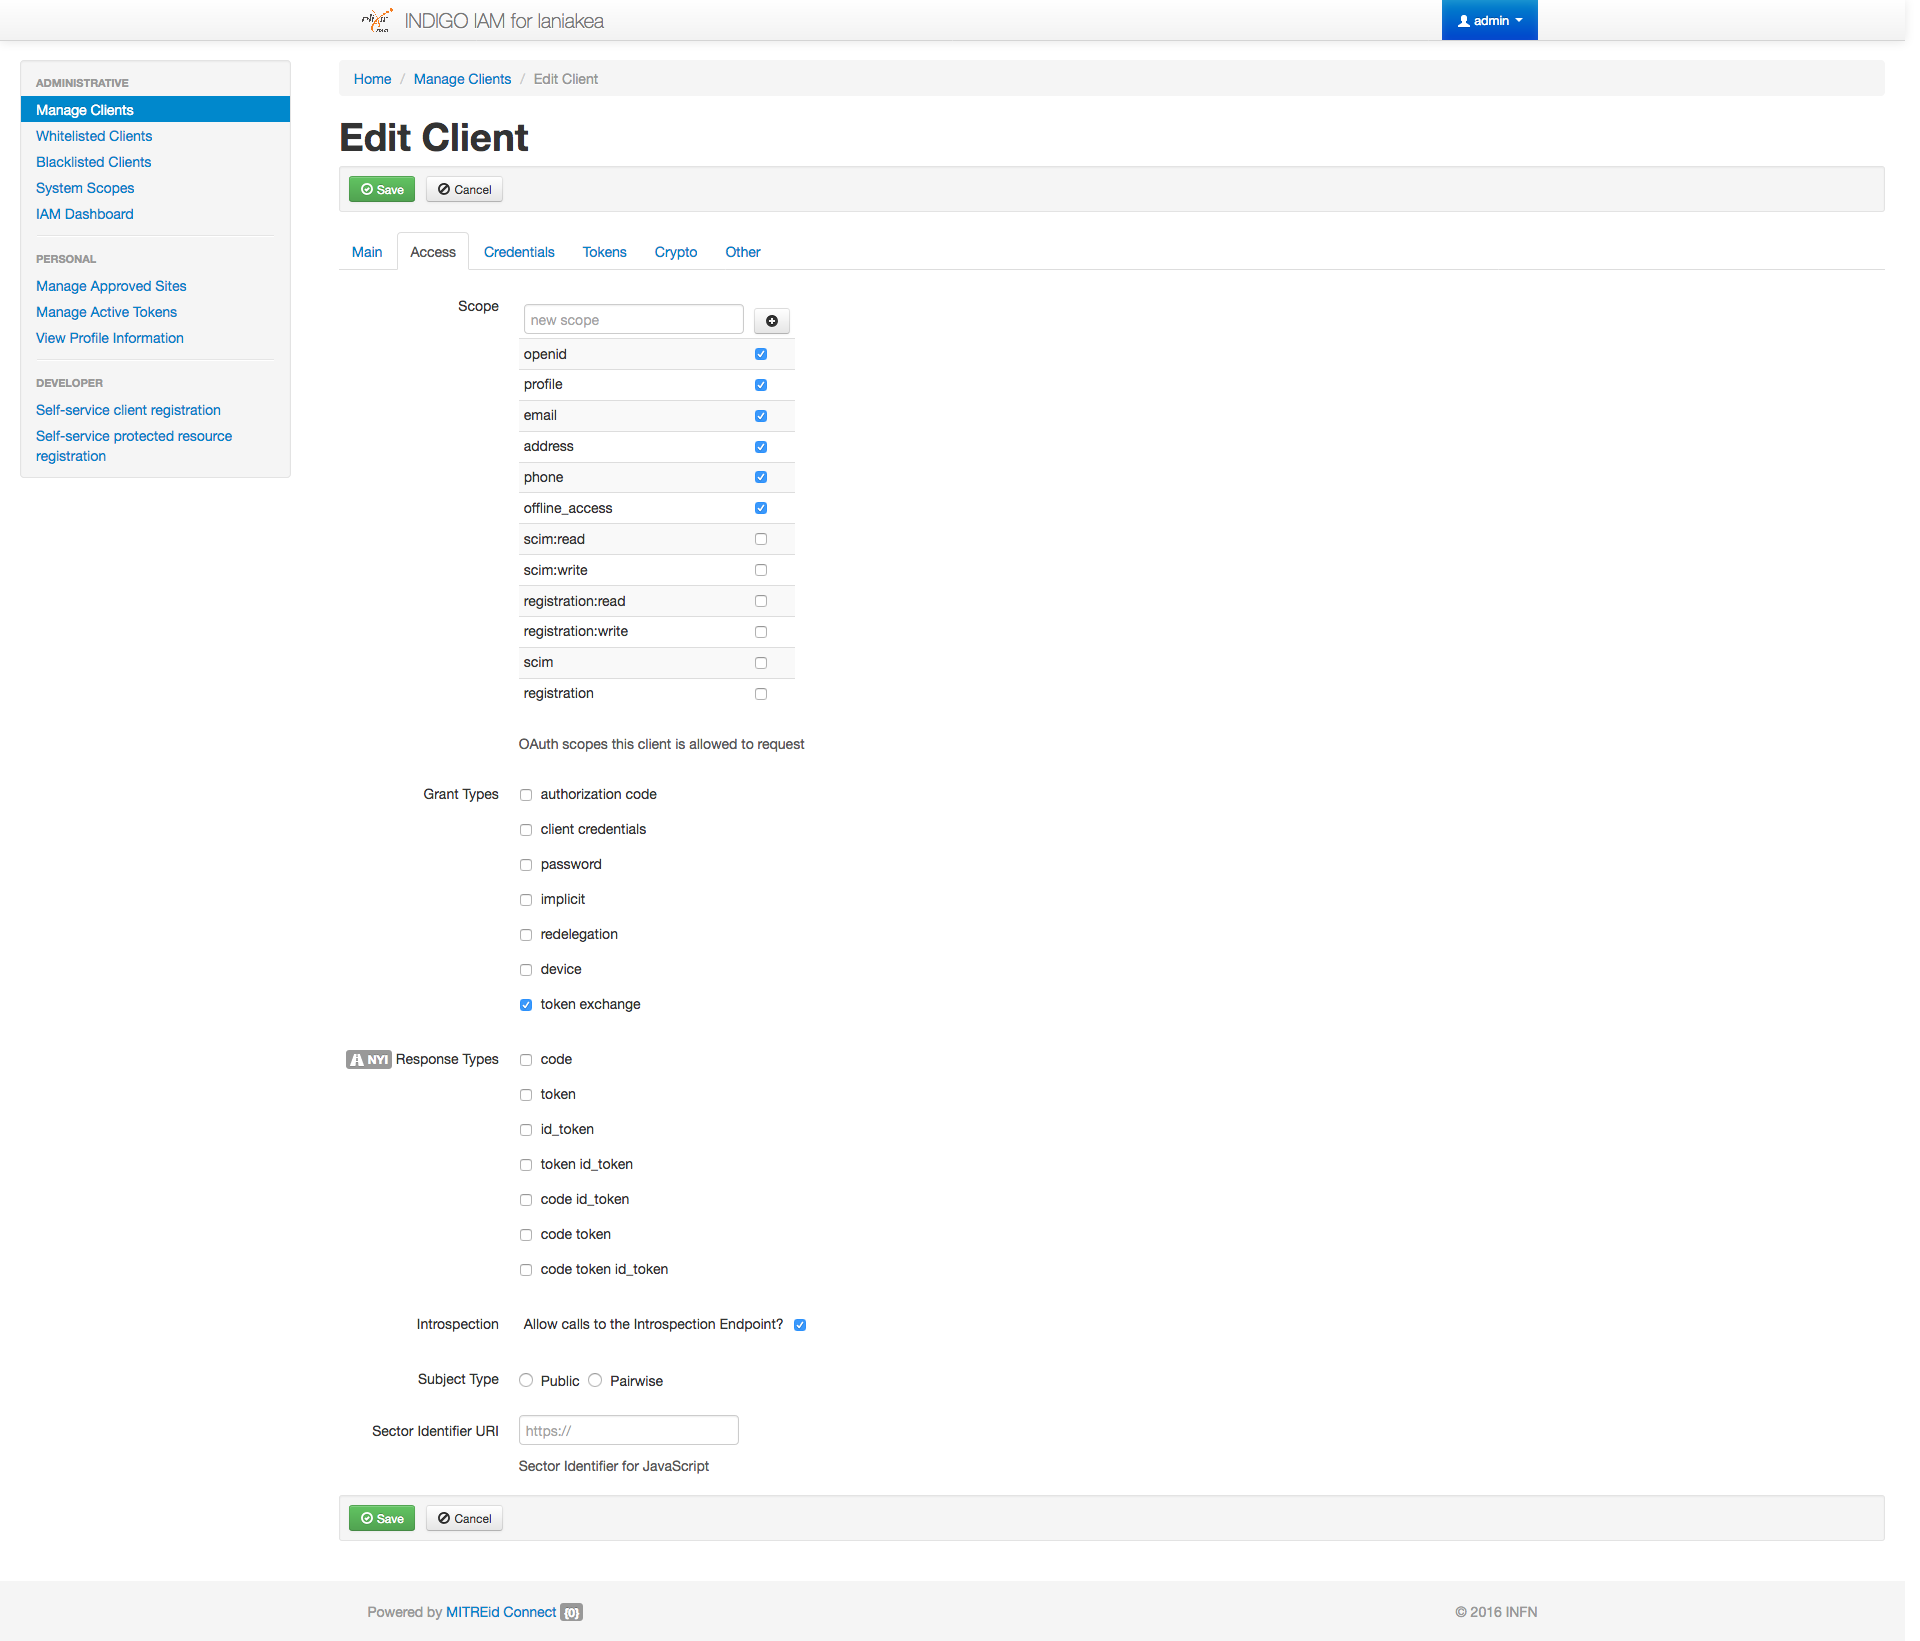 elixir
INDIGO IAM for laniakea
admin
ADMINISTRATIVE
Manage Clients
Whitelisted Clients
Blacklisted Clients
System Scopes
IAM Dashboard
PERSONAL
Manage Approved Sites
Manage Active Tokens
View Profile Information
DEVELOPER
Self-service client registration
Self-service protected resource
registration
Home / Manage Clients / Edit Client
Edit Client
Save Cancel
Main Access Credentials Tokens Crypto Other
Scope
new scope
openid
profile
email
address
phone
offline_access
scim:read
scim:write
registration:read
registration:write
scim
registration
OAuth scopes this client is allowed to request
Grant Types
authorization code
client credentials
password
implicit
redelegation
device
token exchange
NYI Response Types
code
token
id_token
token id_token
code id_token
code token
code token id_token
Introspection Allow calls to the Introspection Endpoint?
Subject Type Public Pairwise
Sector Identifier URI https://
Sector Identifier for JavaScript
Save Cancel
Powered by MITREid Connect {0}
© 2016 INFN